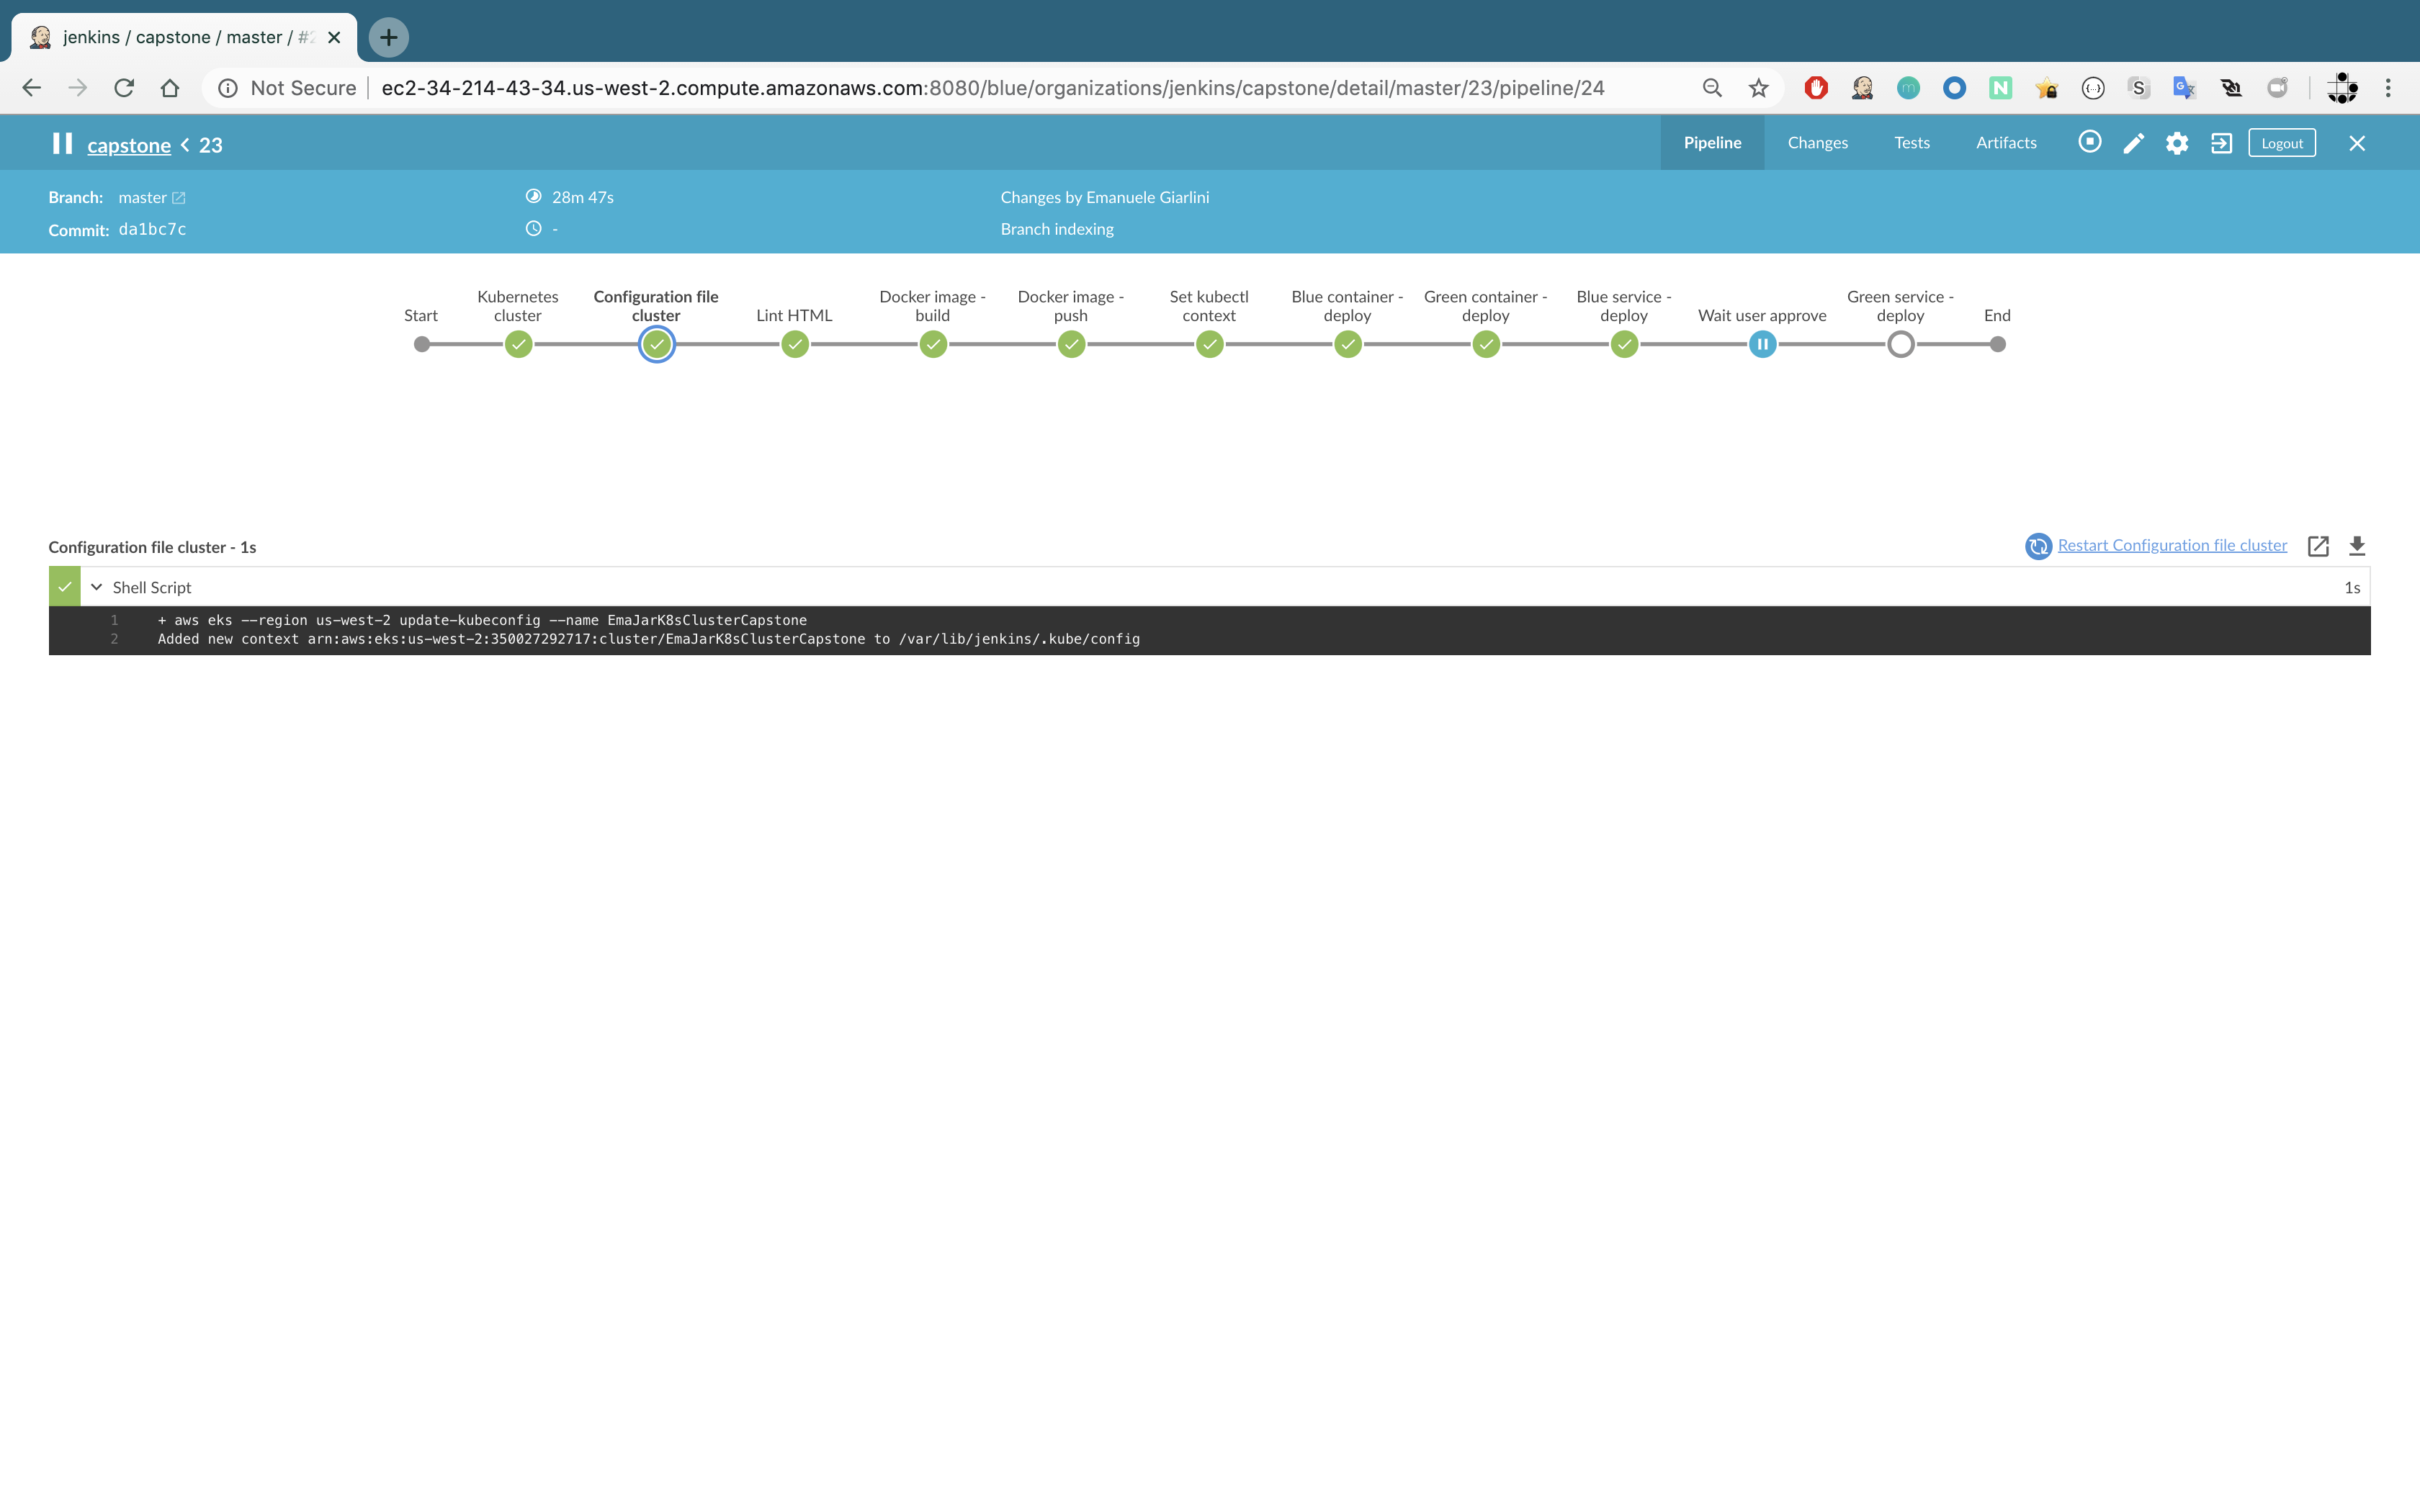 jenkins / capstone / master / #
Not Secure
ec2-34-214-43-34.us-west-2.compute.amazonaws.com:8080/blue/organizations/jenkins/capstone/detail/master/23/pipeline/24
capstone < 23
Pipeline
Changes
Tests
Artifacts
Logout
Branch: master
28m 47s
Changes by Emanuele Giarlini
Commit: da1bc7c
-
Branch indexing
Start
Kubernetes
cluster
Configuration file
cluster
Lint HTML
Docker image -
build
Docker image -
push
Set kubectl
context
Blue container -
deploy
Green container -
deploy
Blue service -
deploy
Wait user approve
Green service -
deploy
End
Configuration file cluster - 1s
Restart Configuration file cluster
Shell Script
1s
1 + aws eks --region us-west-2 update-kubeconfig --name EmaJarK8sClusterCapstone
2 Added new context arn:aws:eks:us-west-2:350027292717:cluster/EmaJarK8sClusterCapstone to /var/lib/jenkins/.kube/config